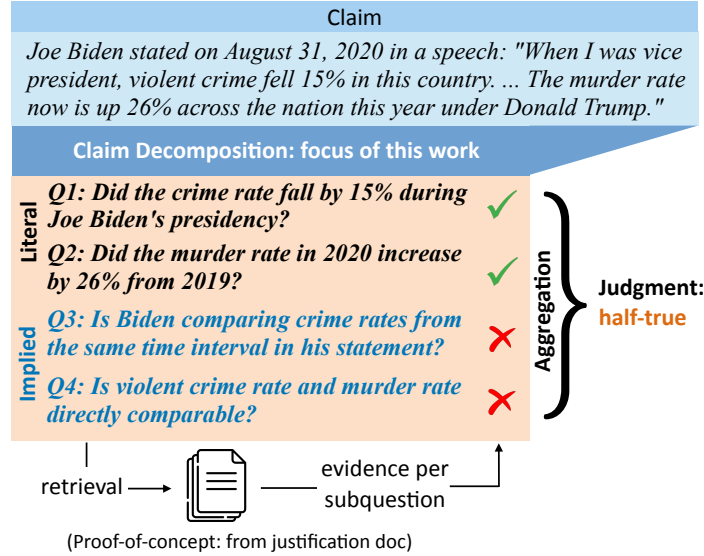 Claim
Joe Biden stated on August 31, 2020 in a speech: "When I was vice
president, violent crime fell 15% in this country. ... The murder rate
now is up 26% across the nation this year under Donald Trump."
Claim Decomposition: focus of this work
Literal
Q1: Did the crime rate fall by 15% during
Joe Biden's presidency?
Q2: Did the murder rate in 2020 increase
by 26% from 2019?
Implied
Q3: Is Biden comparing crime rates from
the same time interval in his statement?
Q4: Is violent crime rate and murder rate
directly comparable?
Aggregation
Judgment:
half-true
retrieval
evidence per
subquestion
(Proof-of-concept: from justification doc)